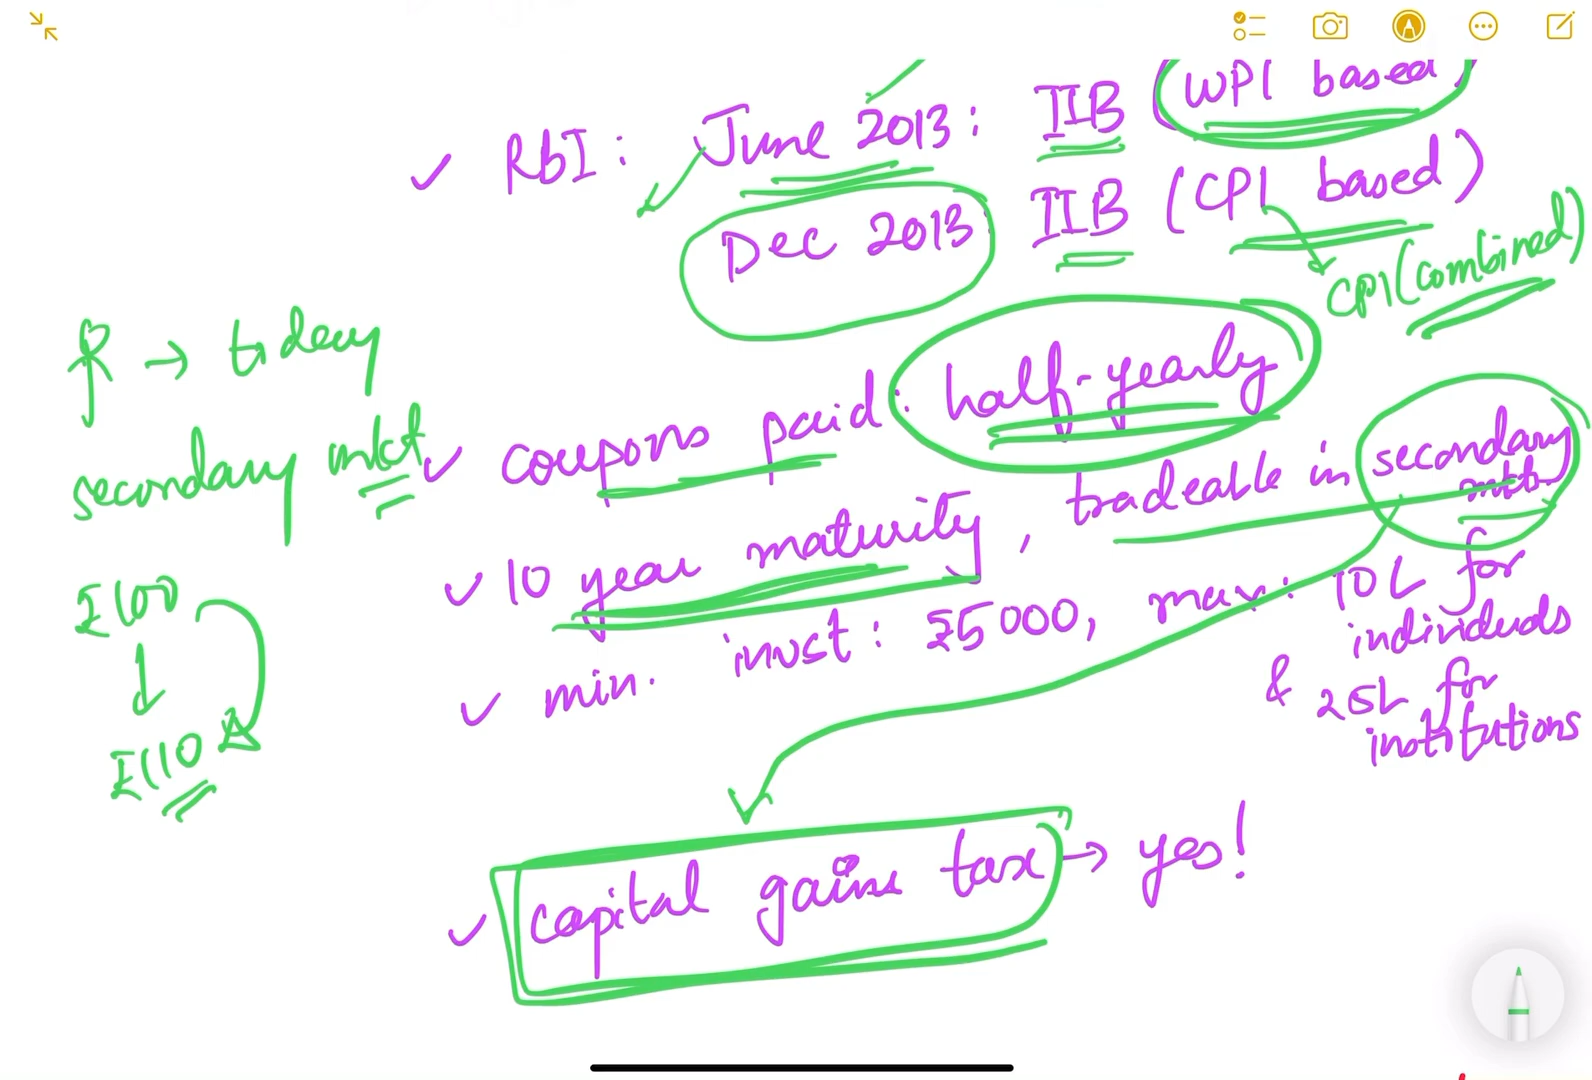 RbI : June 2013 : IIB (WPI based)
Dec 2013 : IIB (CPI based)
CPI (combined)
→ today
secondary mkt
coupons paid : half-yearly
10 year maturity, tradeable in secondary mkt
min. invst : ₹5000, max : 10L for individuals
& 25L for institutions
₹100
↓
₹110
capital gains tax → yes!